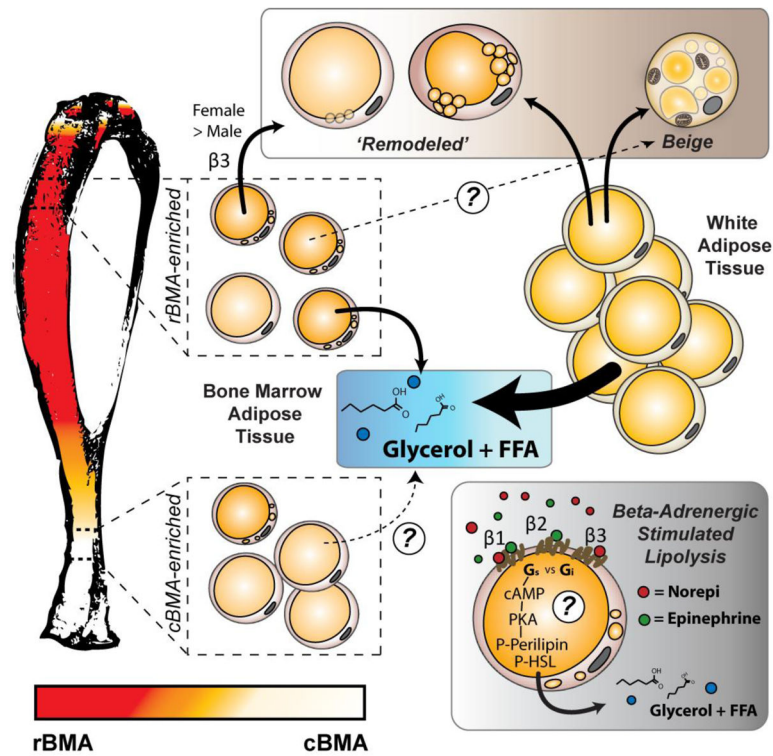 Female
> Male
β3
'Remodeled'
Beige
?
rBMA-enriched
White
Adipose
Tissue
Bone Marrow
Adipose
Tissue
OH
O
OH
O
Glycerol + FFA
?
cBMA-enriched
Beta-Adrenergic
Stimulated
Lipolysis
β1
β2
β3
Gs vs Gi
cAMP
?
PKA
P-Perilipin
P-HSL
= Norepi
= Epinephrine
OH
O
Glycerol + FFA
rBMA
cBMA